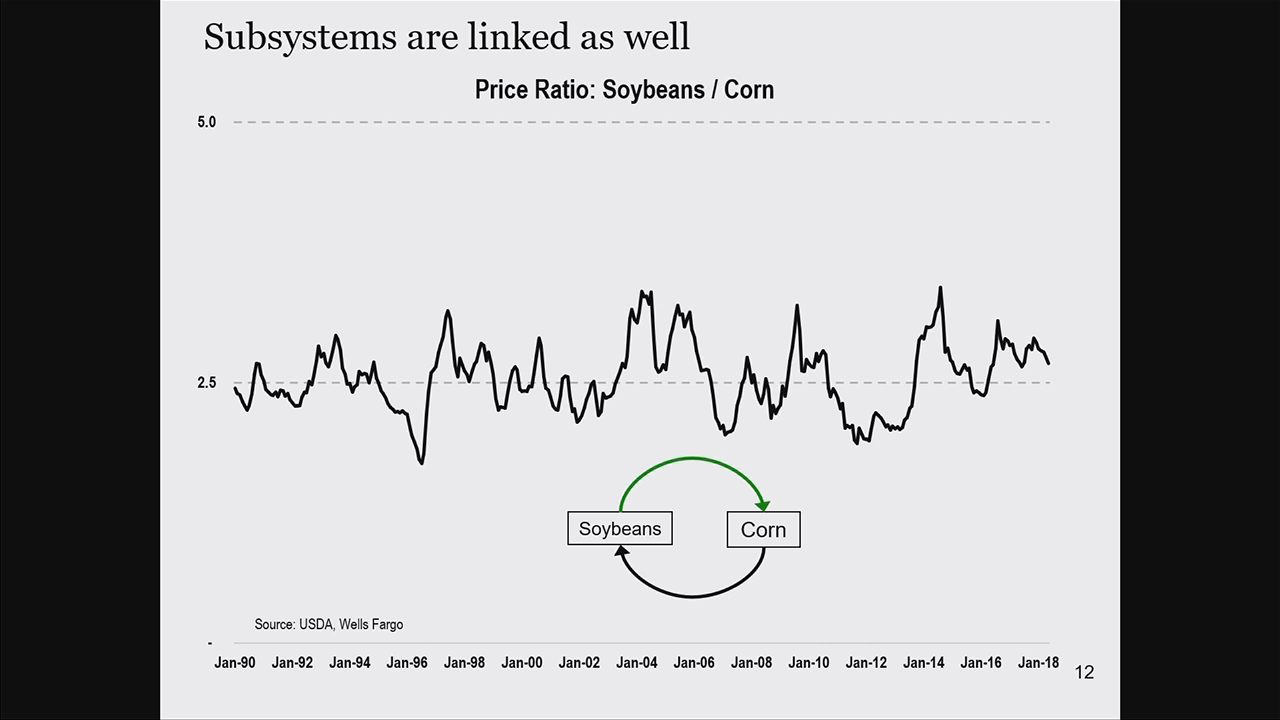 Subsystems are linked as well
Price Ratio: Soybeans / Corn
5.0
2.5
Soybeans
Corn
Source: USDA, Wells Fargo
-
Jan-90 Jan-92 Jan-94 Jan-96 Jan-98 Jan-00 Jan-02 Jan-04 Jan-06 Jan-08 Jan-10 Jan-12 Jan-14 Jan-16 Jan-18
12